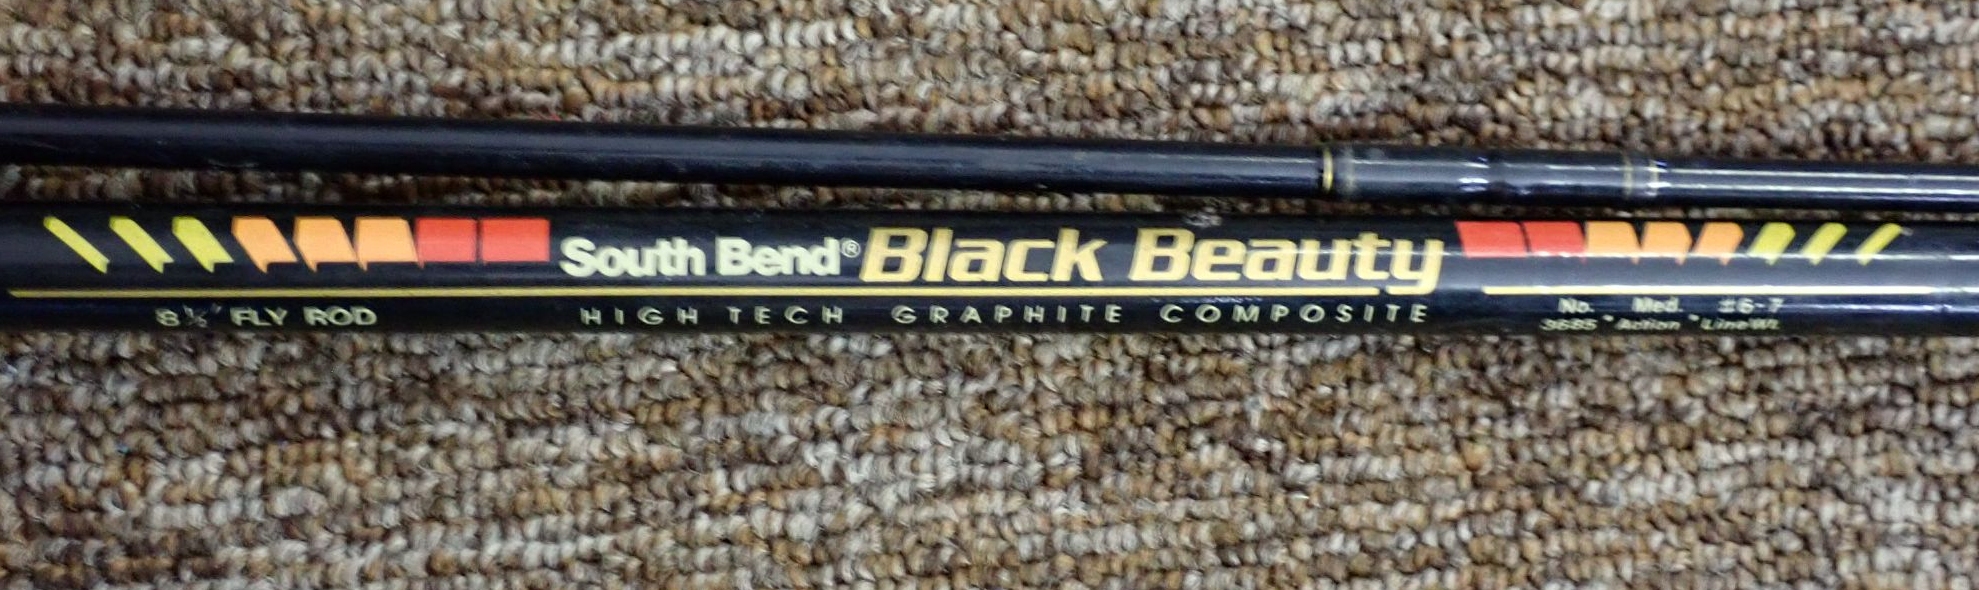 South Bend® Black Beauty
8½' FLY ROD HIGH TECH GRAPHITE COMPOSITE
No. Med. #6-7
3685 Action Line Wt.